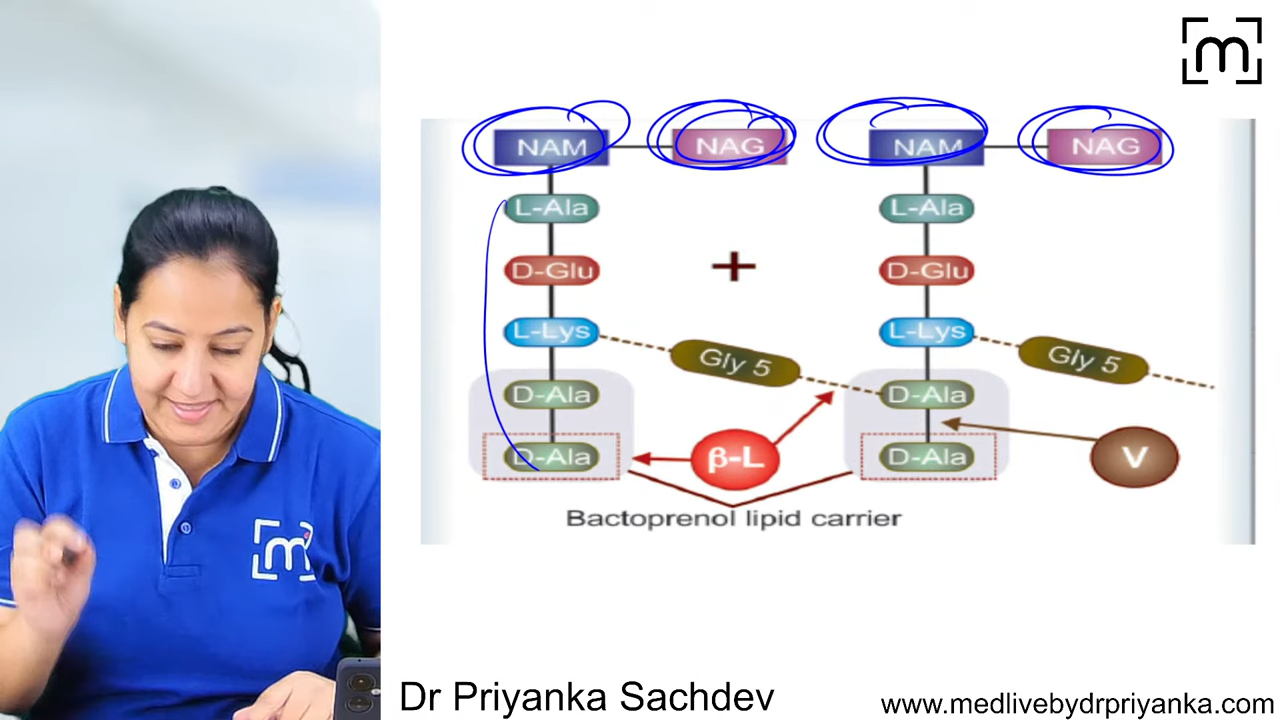 m
NAM NAG NAM NAG
L-Ala L-Ala
D-Glu + D-Glu
L-Lys L-Lys
Gly 5 Gly 5
D-Ala D-Ala
D-Ala β-L D-Ala V
Bactoprenol lipid carrier
m
Dr Priyanka Sachdev
www.medlivebydrpriyanka.com